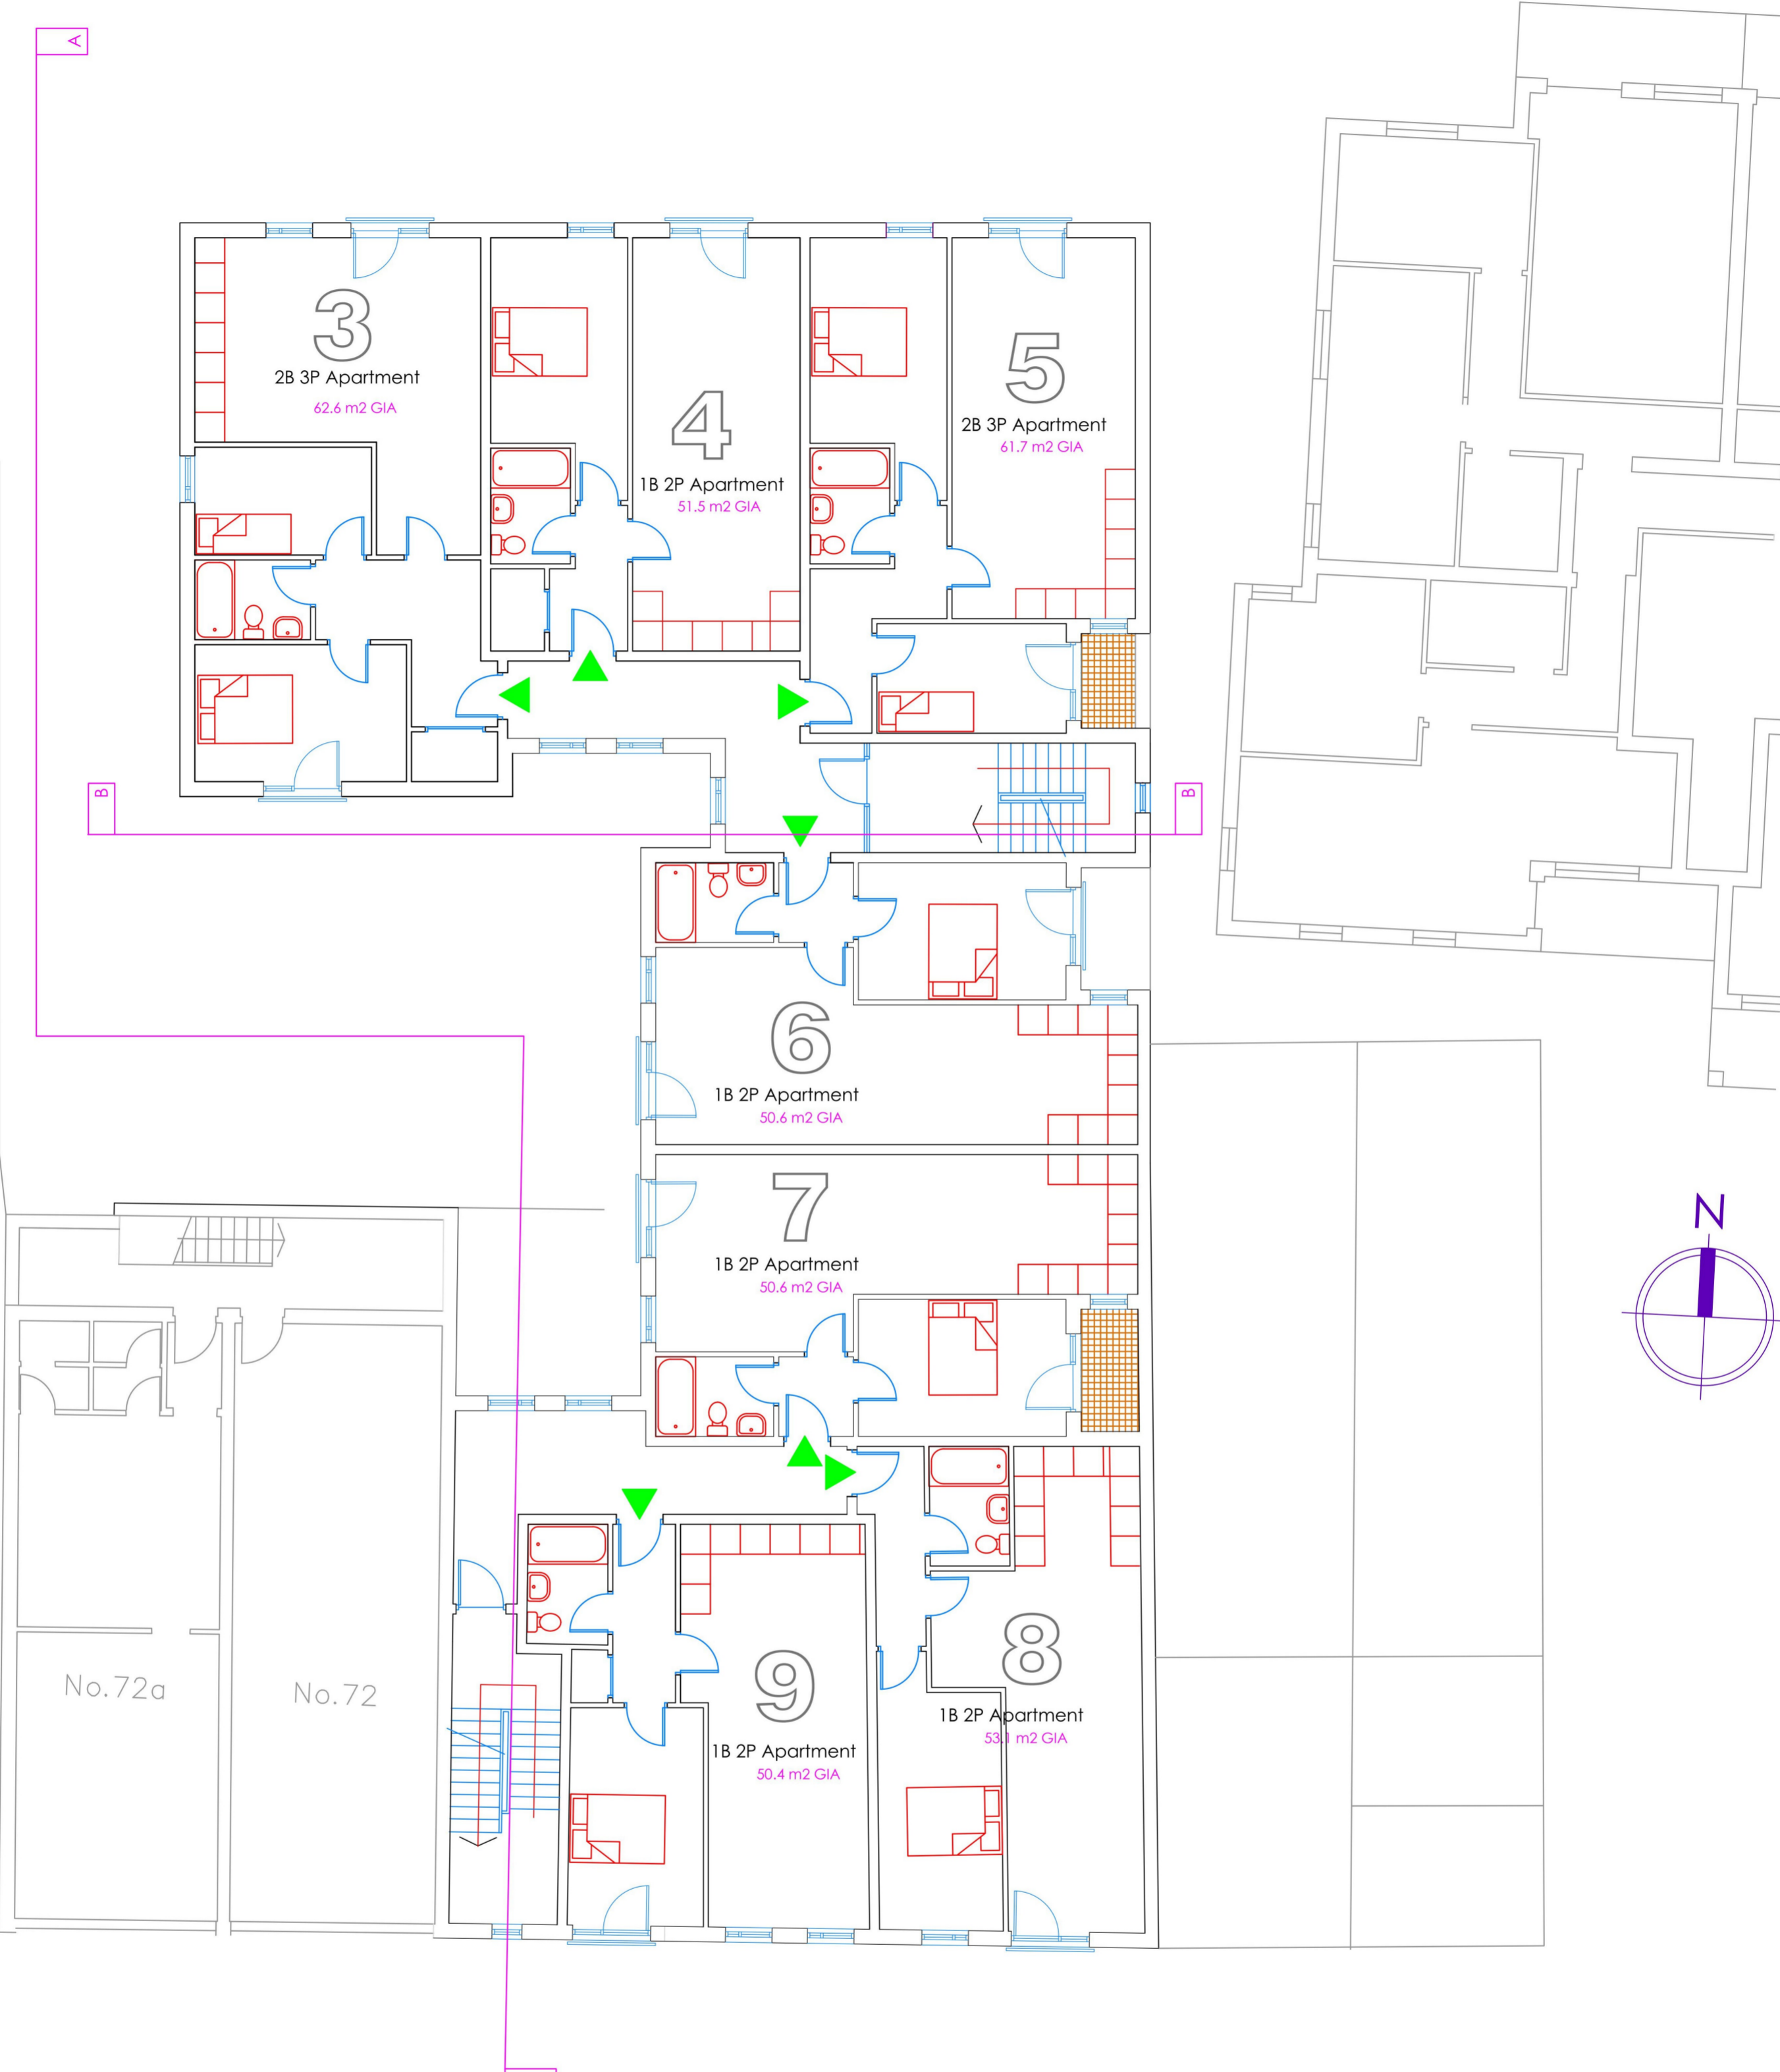 A
3
2B 3P Apartment
62.6 m2 GIA
4
1B 2P Apartment
51.5 m2 GIA
5
2B 3P Apartment
61.7 m2 GIA
B
B
6
1B 2P Apartment
50.6 m2 GIA
7
1B 2P Apartment
50.6 m2 GIA
N
8
1B 2P Apartment
53.1 m2 GIA
9
1B 2P Apartment
50.4 m2 GIA
No.72a
No.72